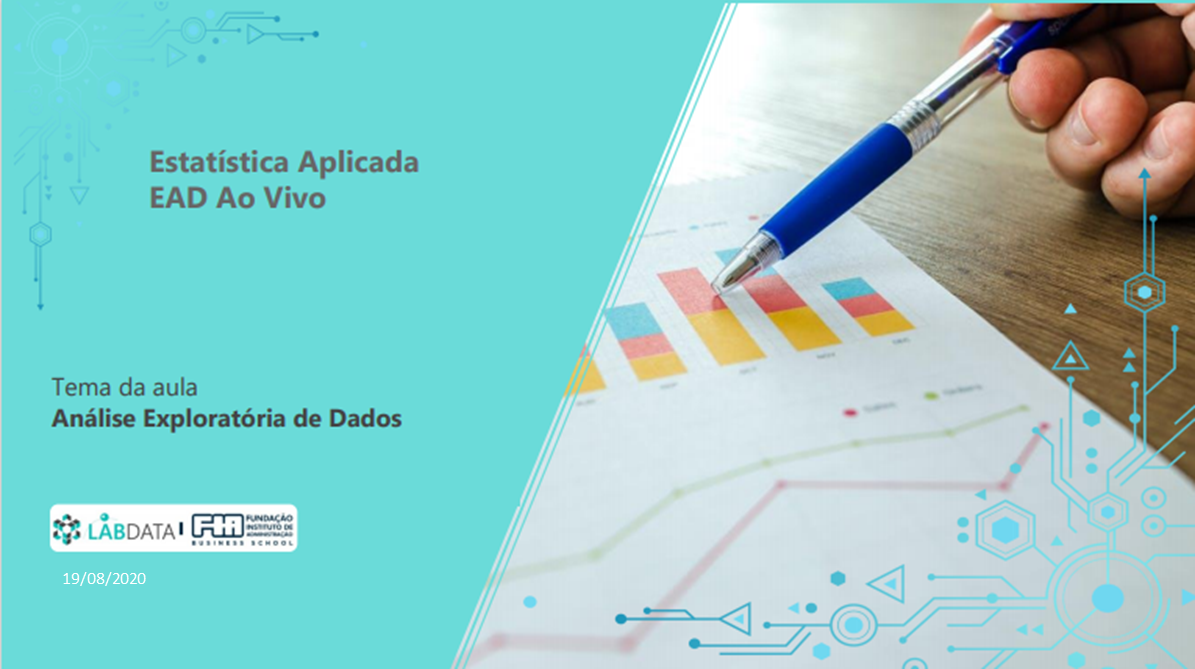 Estatística Aplicada
EAD Ao Vivo
Tema da aula
Análise Exploratória de Dados
LABDATA
FIA
FUNDAÇÃO
INSTITUTO DE
ADMINISTRAÇÃO
BUSINESS SCHOOL
19/08/2020